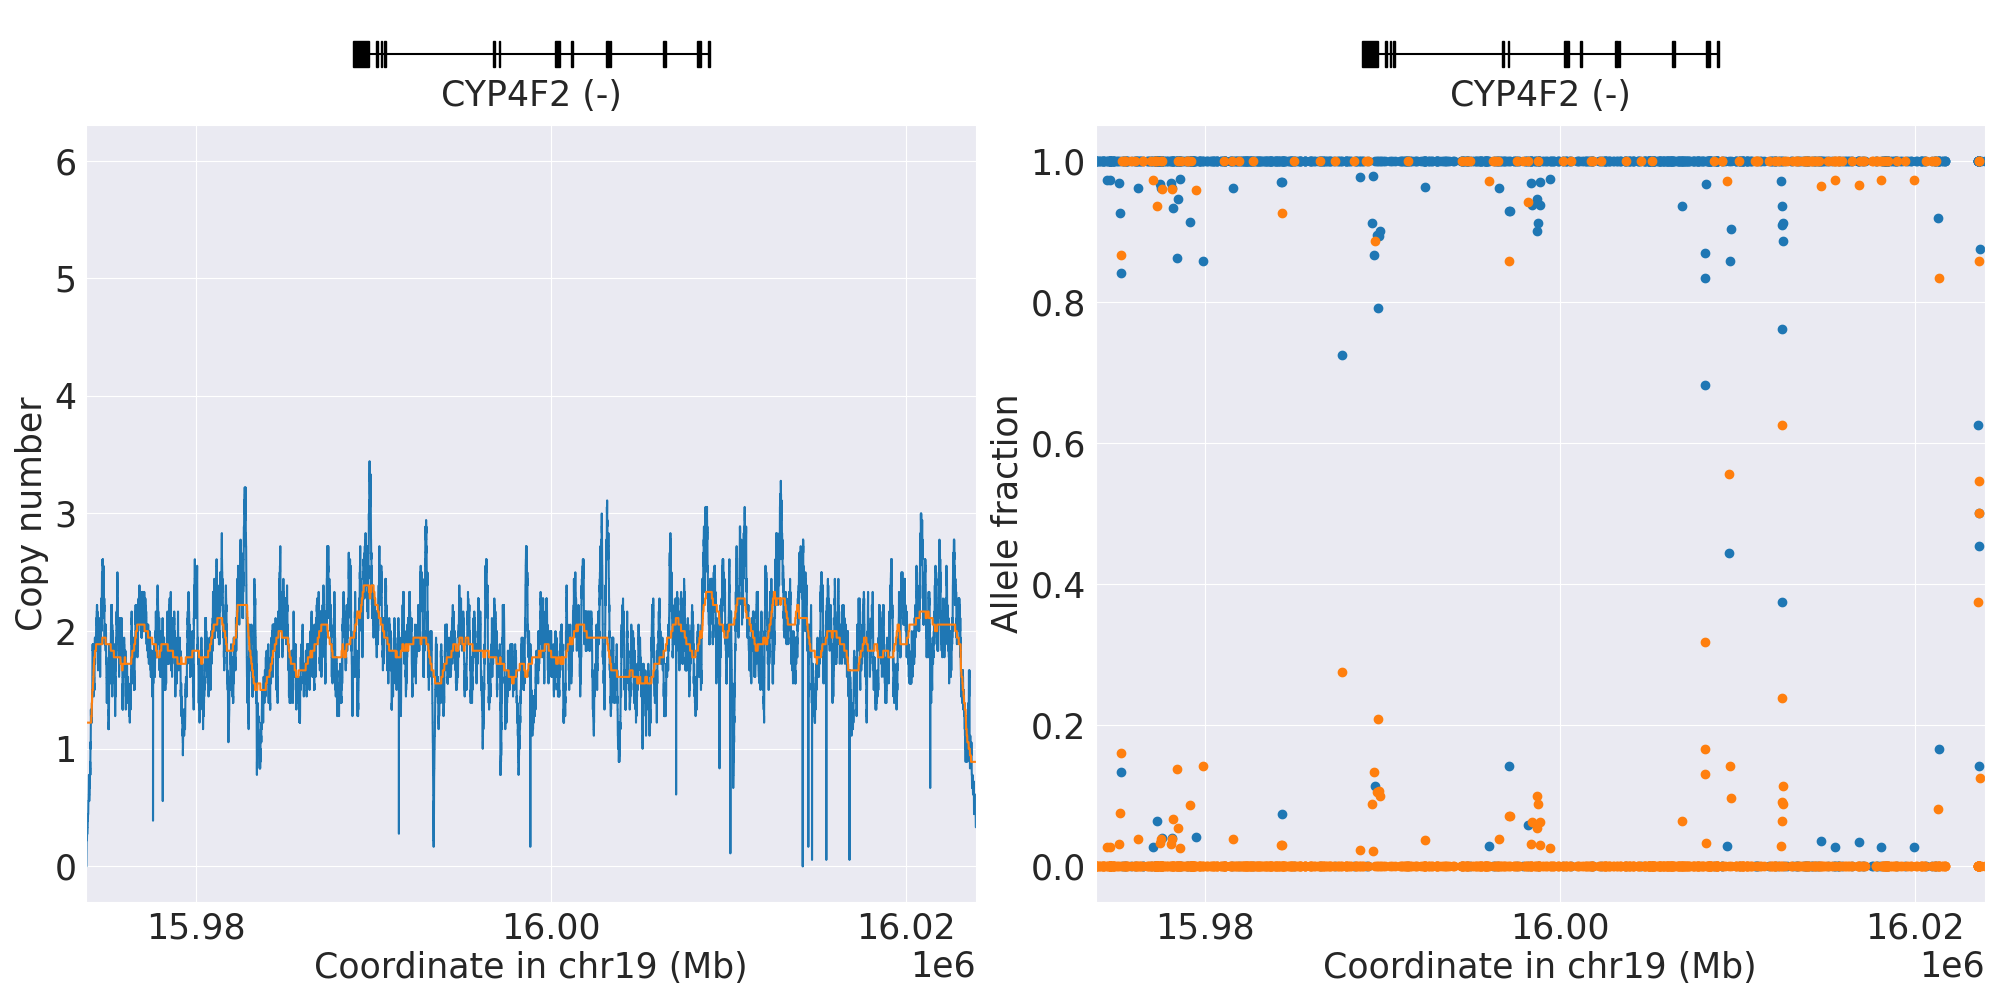 CYP4F2 (-)
6
5
4
3
2
1
0
Copy number
15.98
16.00
16.02
Coordinate in chr19 (Mb)
1e6
CYP4F2 (-)
1.0
0.8
0.6
0.4
0.2
0.0
Allele fraction
15.98
16.00
16.02
Coordinate in chr19 (Mb)
1e6